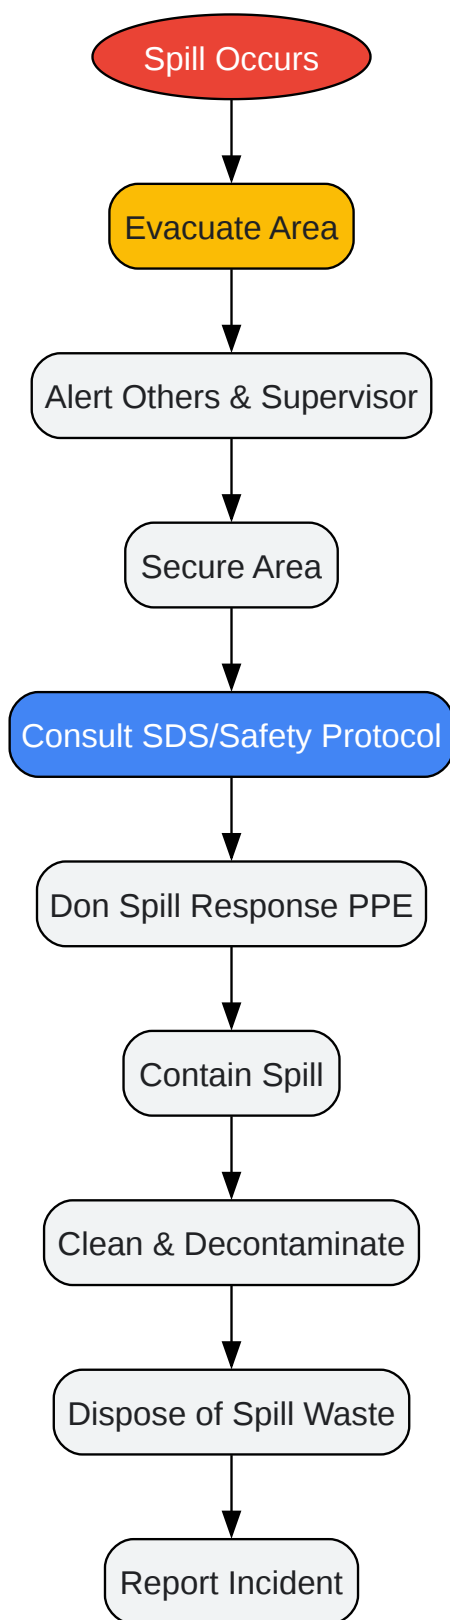 Spill Occurs
Evacuate Area
Alert Others & Supervisor
Secure Area
Consult SDS/Safety Protocol
Don Spill Response PPE
Contain Spill
Clean & Decontaminate
Dispose of Spill Waste
Report Incident